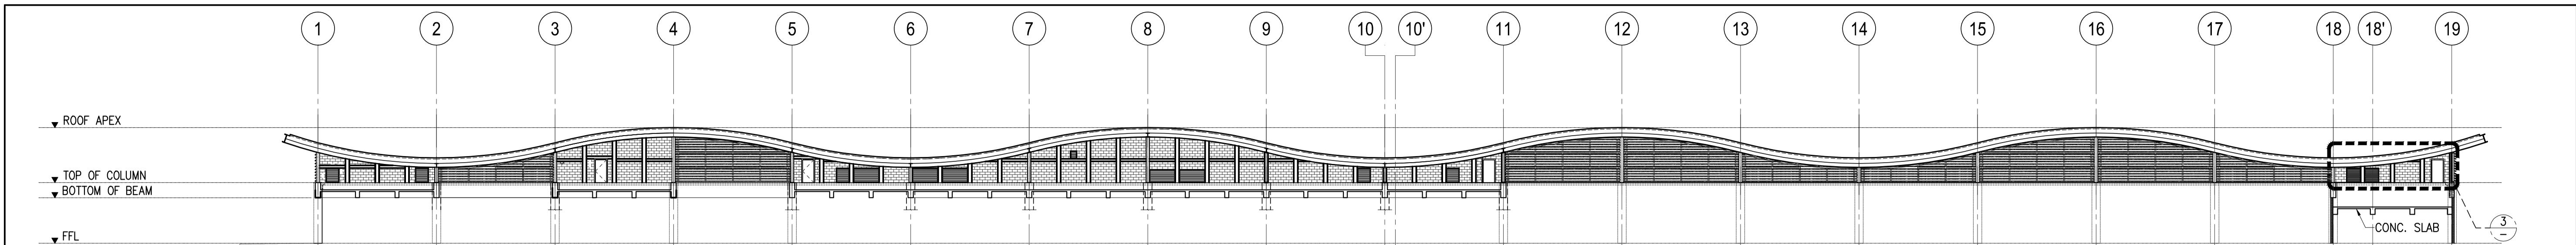 1 2 3 4 5 6 7 8 9 10 10' 11 12 13 14 15 16 17 18 18' 19
ROOF APEX
TOP OF COLUMN
BOTTOM OF BEAM
CONC. SLAB
3
–
FFL